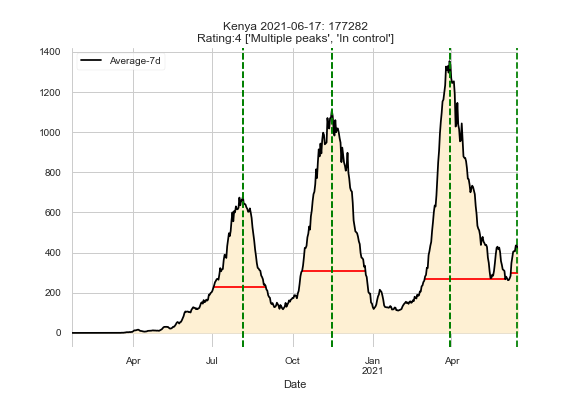 Kenya 2021-06-17: 177282
Rating:4 ['Multiple peaks', 'In control']
Average-7d
1400
1200
1000
800
600
400
200
0
Apr Jul Oct Jan Apr
2021
Date